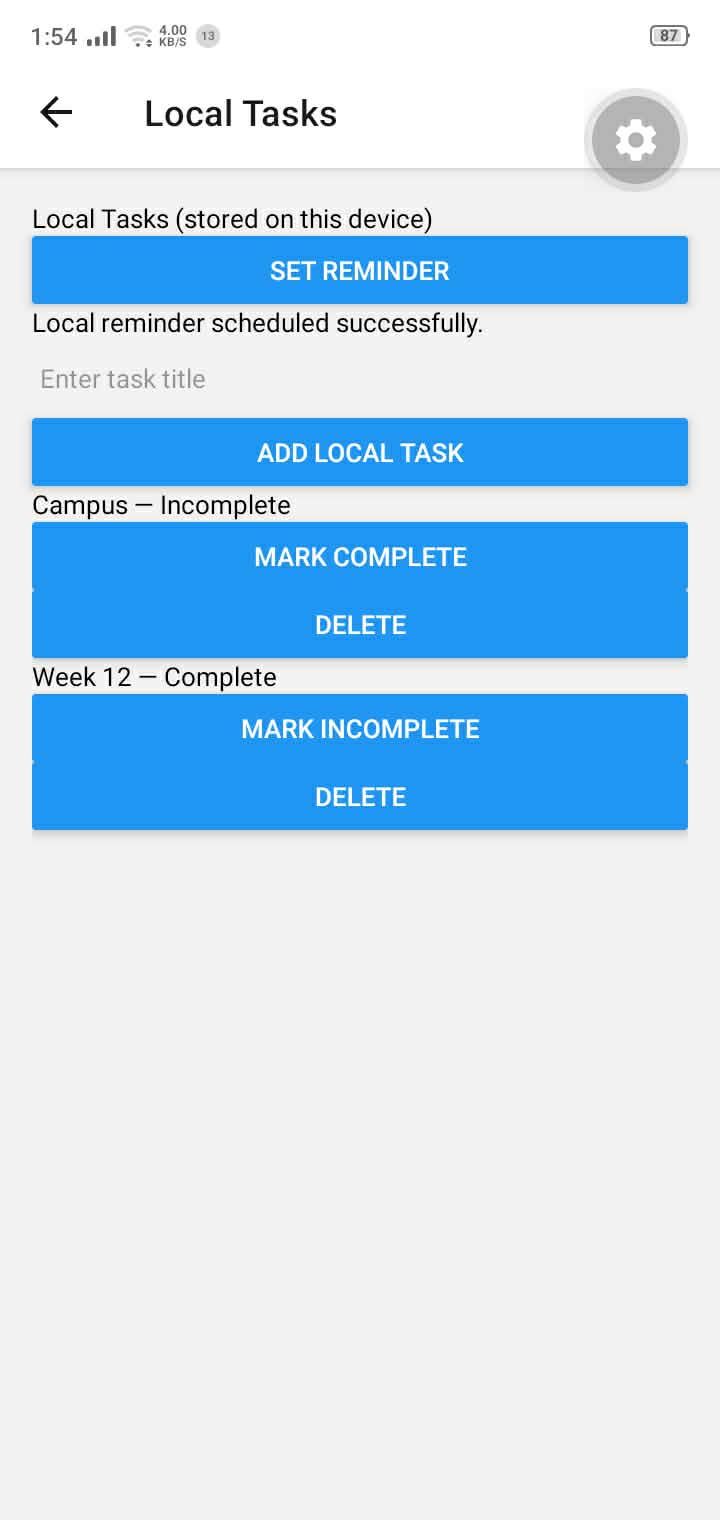 1:54 4.00 KB/S 13 87
Local Tasks
Local Tasks (stored on this device)
SET REMINDER
Local reminder scheduled successfully.
Enter task title
ADD LOCAL TASK
Campus — Incomplete
MARK COMPLETE
DELETE
Week 12 — Complete
MARK INCOMPLETE
DELETE